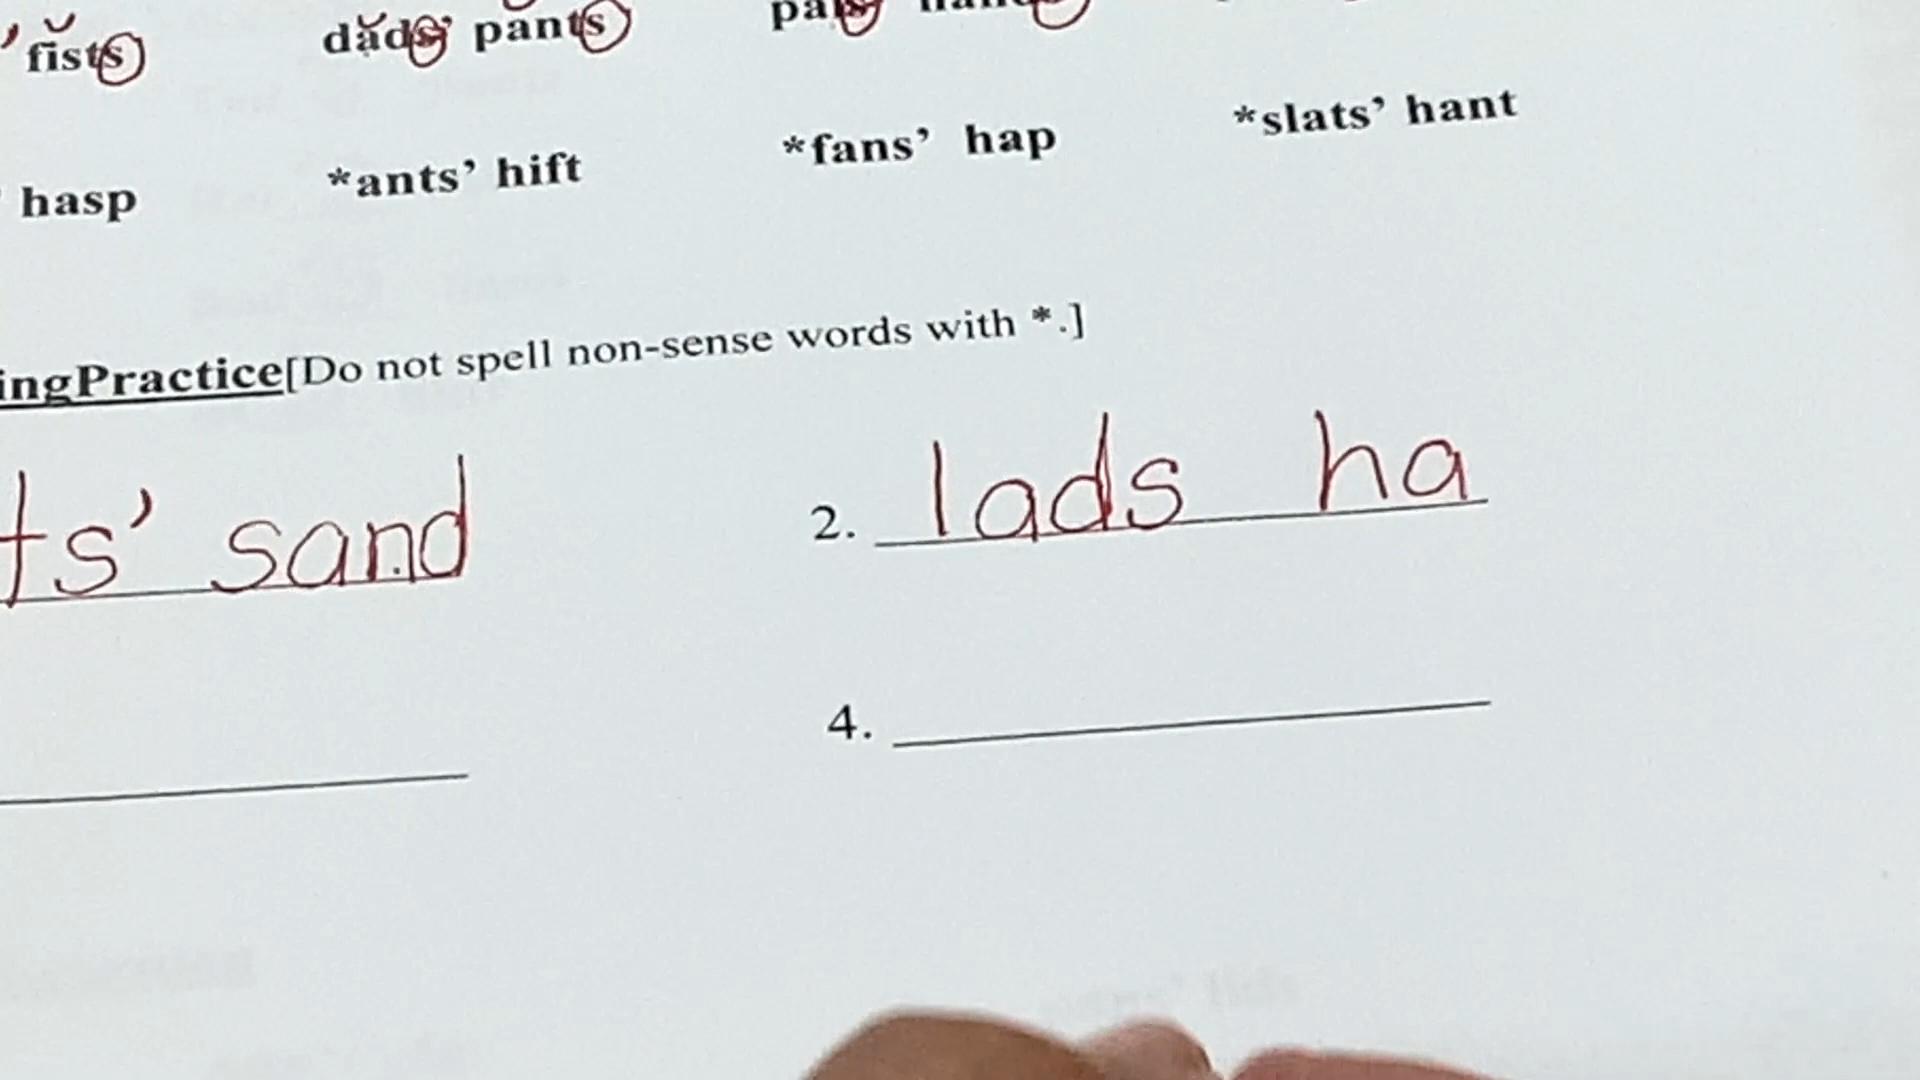 fists dăds’ pants
hasp *ants’ hift *fans’ hap *slats’ hant
ingPractice[Do not spell non-sense words with *.]
ts’ sand 2. lads ha
4.